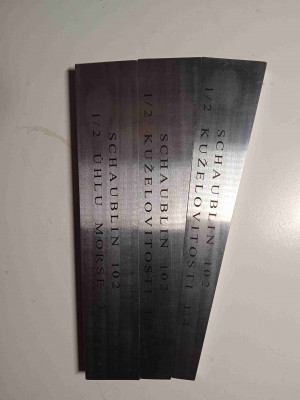 SCHAUBLIN 102
1/2 ÚHLU MORSE
SCHAUBLIN 102
1/2 KUŽELOVITOSTI
SCHAUBLIN 102
1/2 KUŽELOVITOSTI